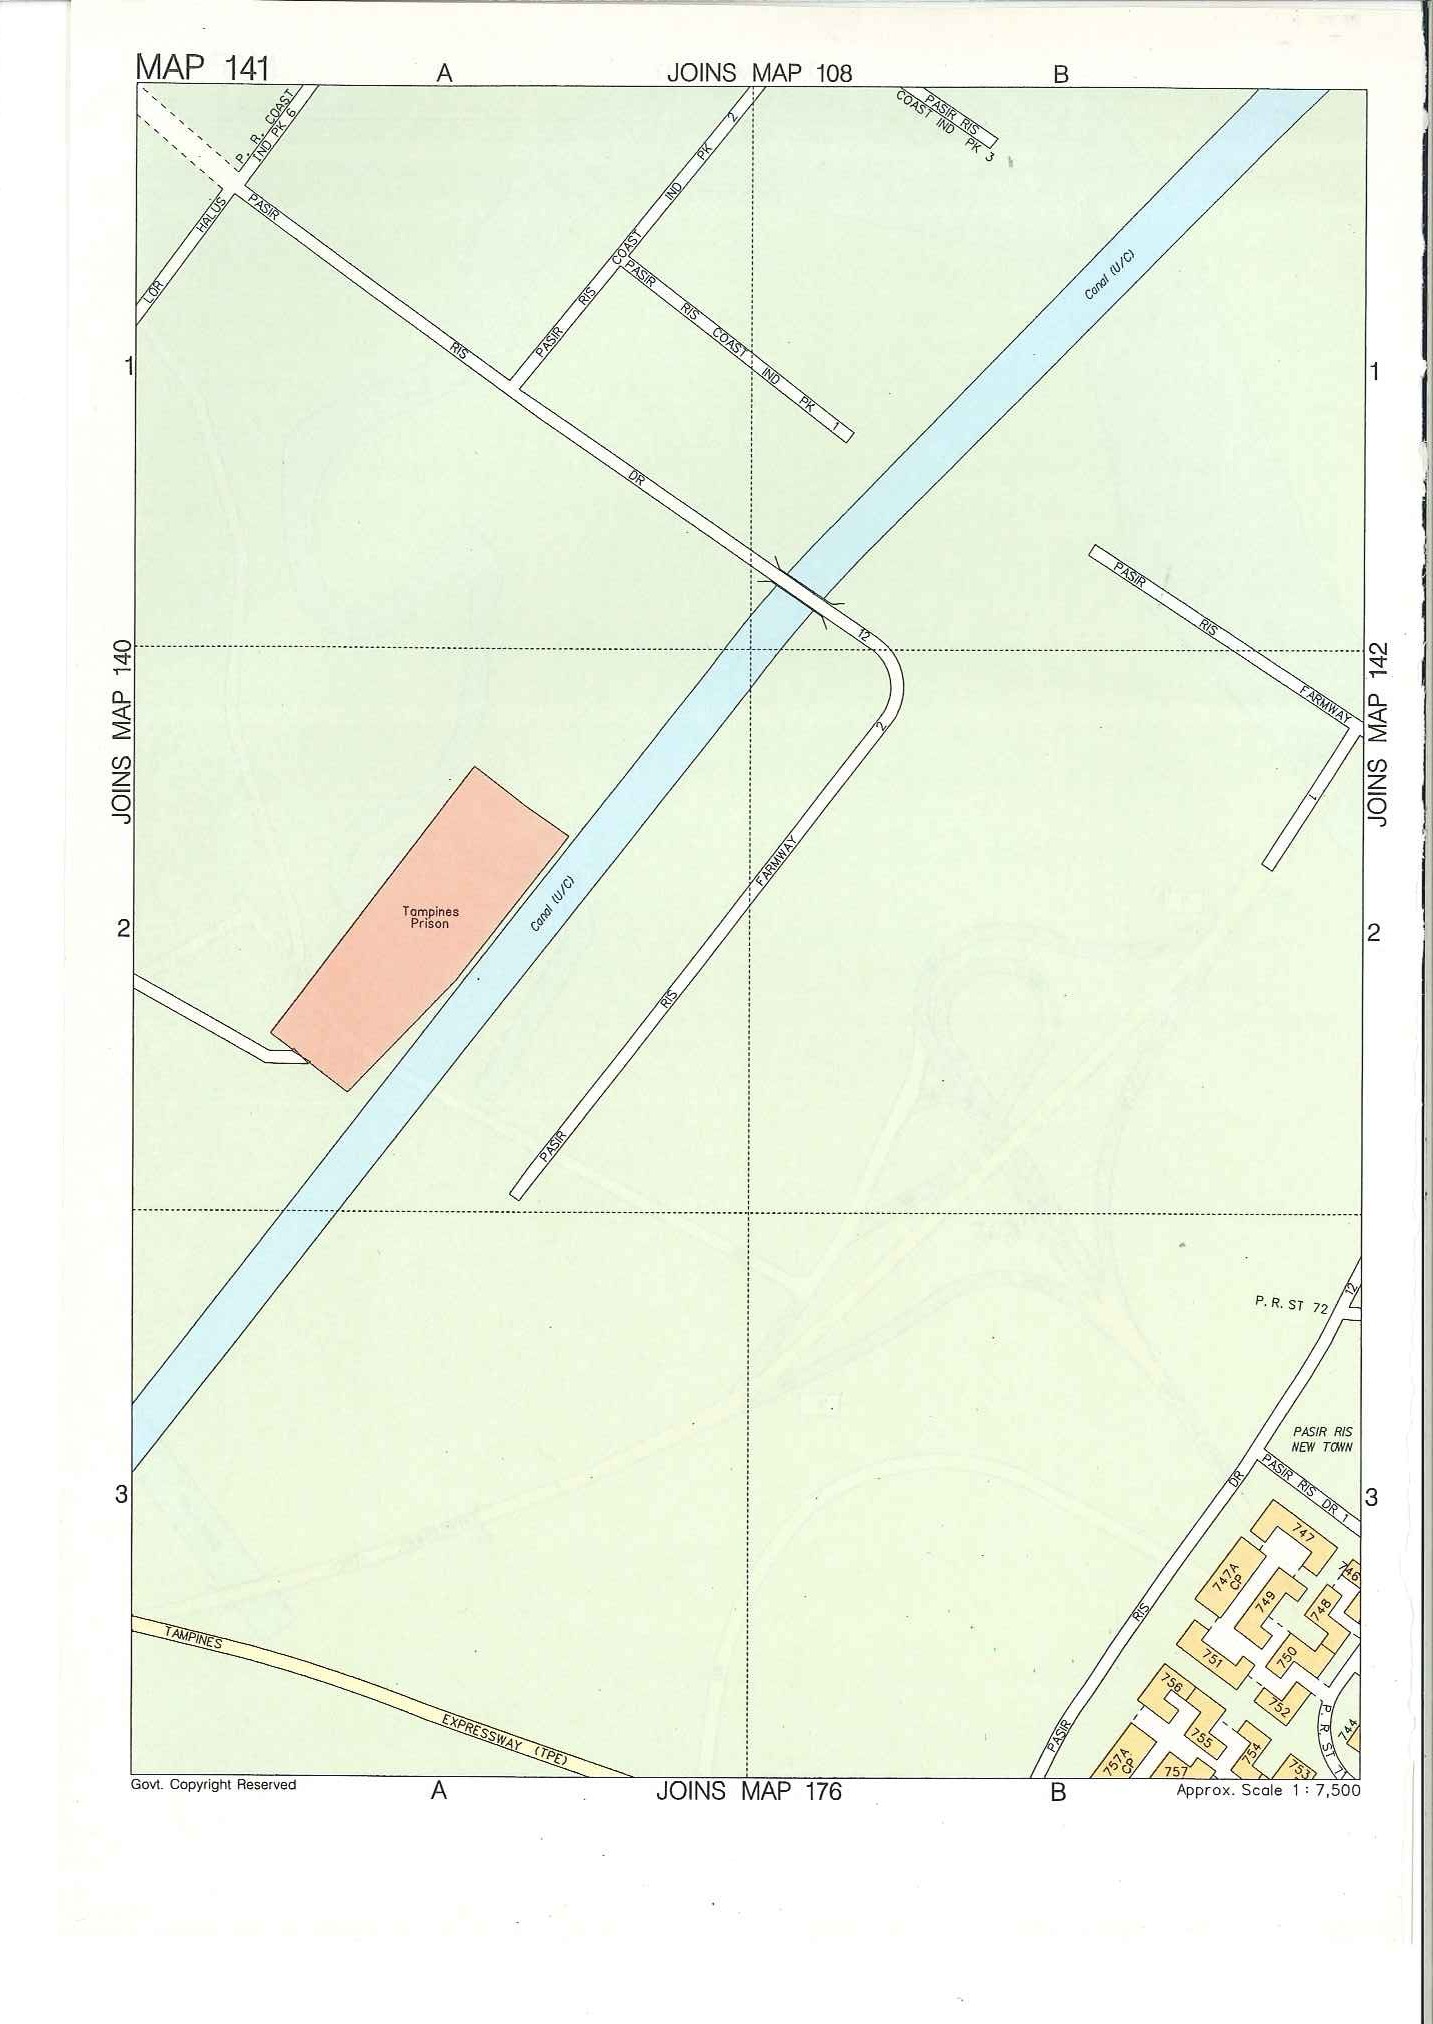 MAP 141
A
JOINS MAP 108
B
P. R. COAST
IND PK 6
LOR HALUS
PASIR RIS COAST IND PK 2
PASIR RIS
COAST IND PK 3
PASIR RIS COAST IND PK 1
PASIR RIS DR 12
Canal (U/C)
1
1
JOINS MAP 140
JOINS MAP 142
PASIR RIS FARMWAY 1
PASIR RIS FARMWAY 2
Tampines
Prison
Canal (U/C)
2
2
P. R. ST 72
PASIR RIS DR 12
PASIR RIS
NEW TOWN
PASIR RIS DR 1
3
3
747
746
747A
CP
749
748
751
750
756
752
755
754
744
757A
CP
757
753
P. R. ST 71
TAMPINES EXPRESSWAY (TPE)
Govt. Copyright Reserved
A
JOINS MAP 176
B
Approx. Scale 1 : 7,500